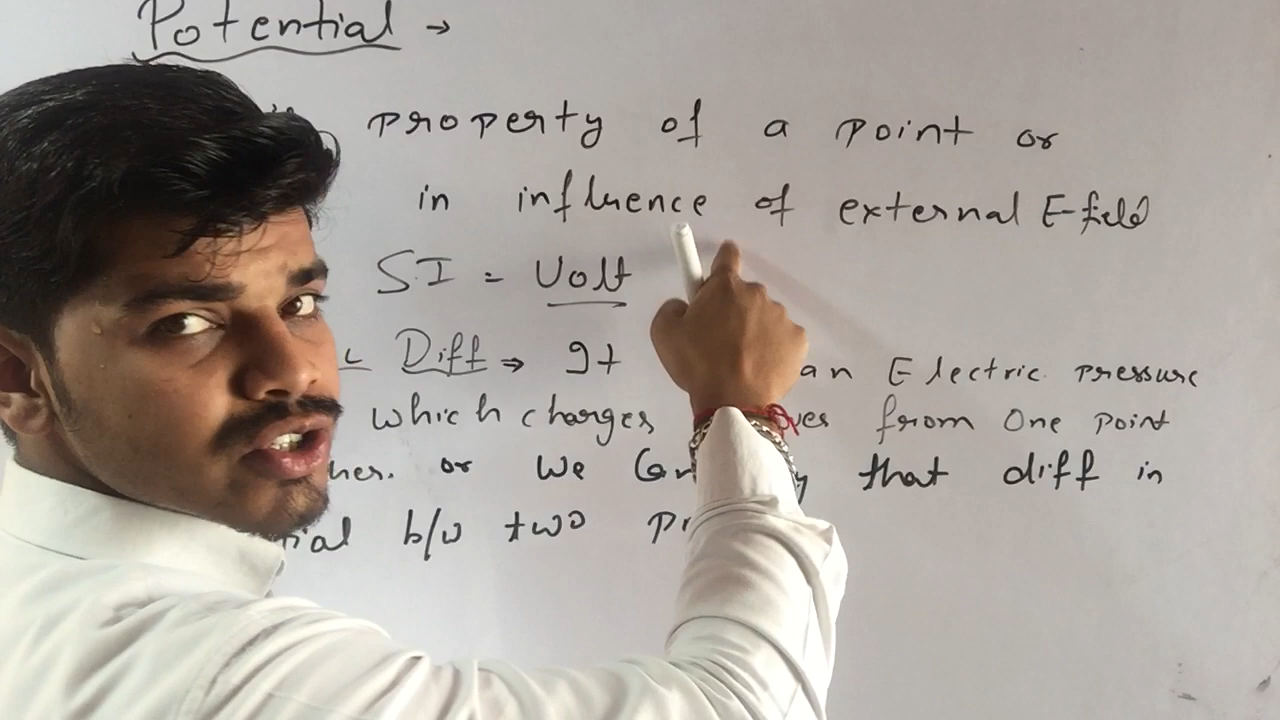 Potential →
property of a point or
in influence of external E-field
S.I = Volt
Diff ⇒ It an Electric pressure
which charges from One point
or we that diff in
b/w two